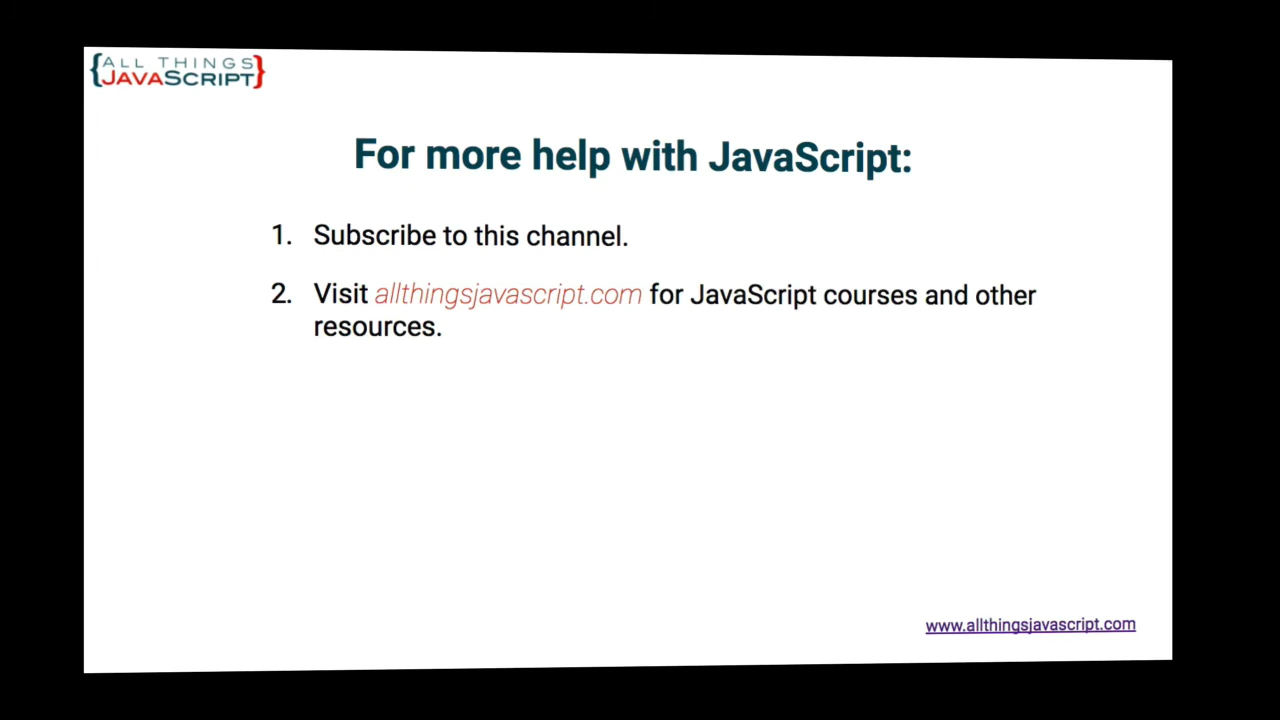 {ALL THINGS
JAVASCRIPT}
For more help with JavaScript:
1. Subscribe to this channel.
2. Visit allthingsjavascript.com for JavaScript courses and other
resources.
www.allthingsjavascript.com